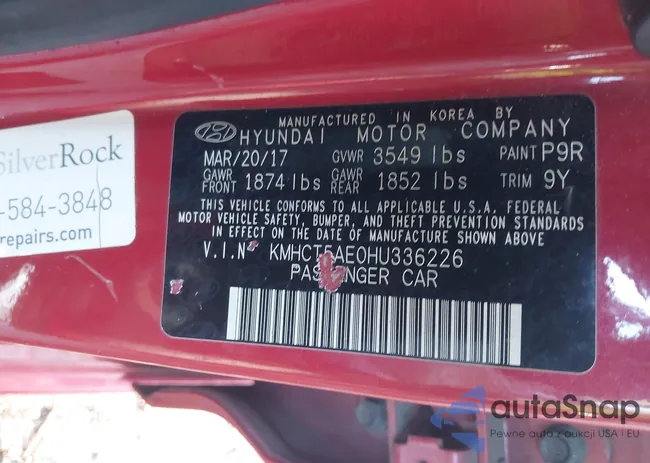 SilverRock
-584-3848
repairs.com
MANUFACTURED IN KOREA BY
HYUNDAI MOTOR COMPANY
MAR/20/17 GVWR 3549 lbs PAINT P9R
GAWR FRONT 1874 lbs GAWR REAR 1852 lbs TRIM 9Y
THIS VEHICLE CONFORMS TO ALL APPLICABLE U.S.A. FEDERAL
MOTOR VEHICLE SAFETY, BUMPER, AND THEFT PREVENTION STANDARDS
IN EFFECT ON THE DATE OF MANUFACTURE SHOWN ABOVE
V.I.N: KMHCT5AE0HU336226
PASSENGER CAR
autoSnap
Pewne auto z aukcji USA i EU